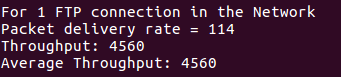 For 1 FTP connection in the Network
Packet delivery rate = 114
Throughput: 4560
Average Throughput: 4560